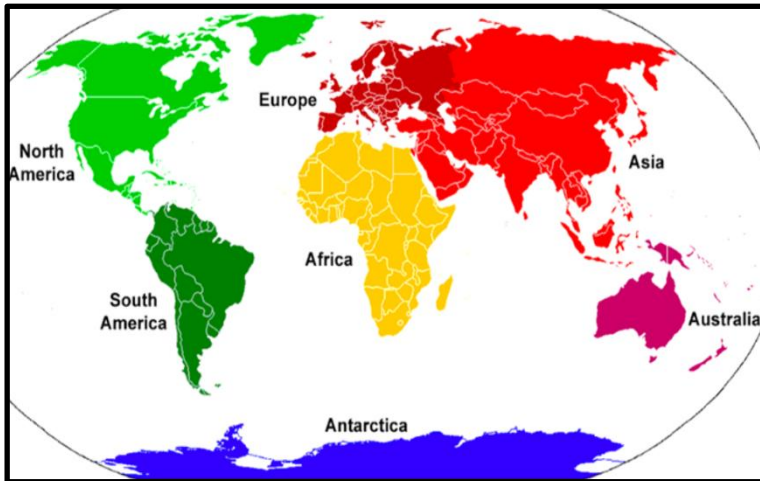 Europe
North
America
Asia
Africa
South
America
Australia
Antarctica